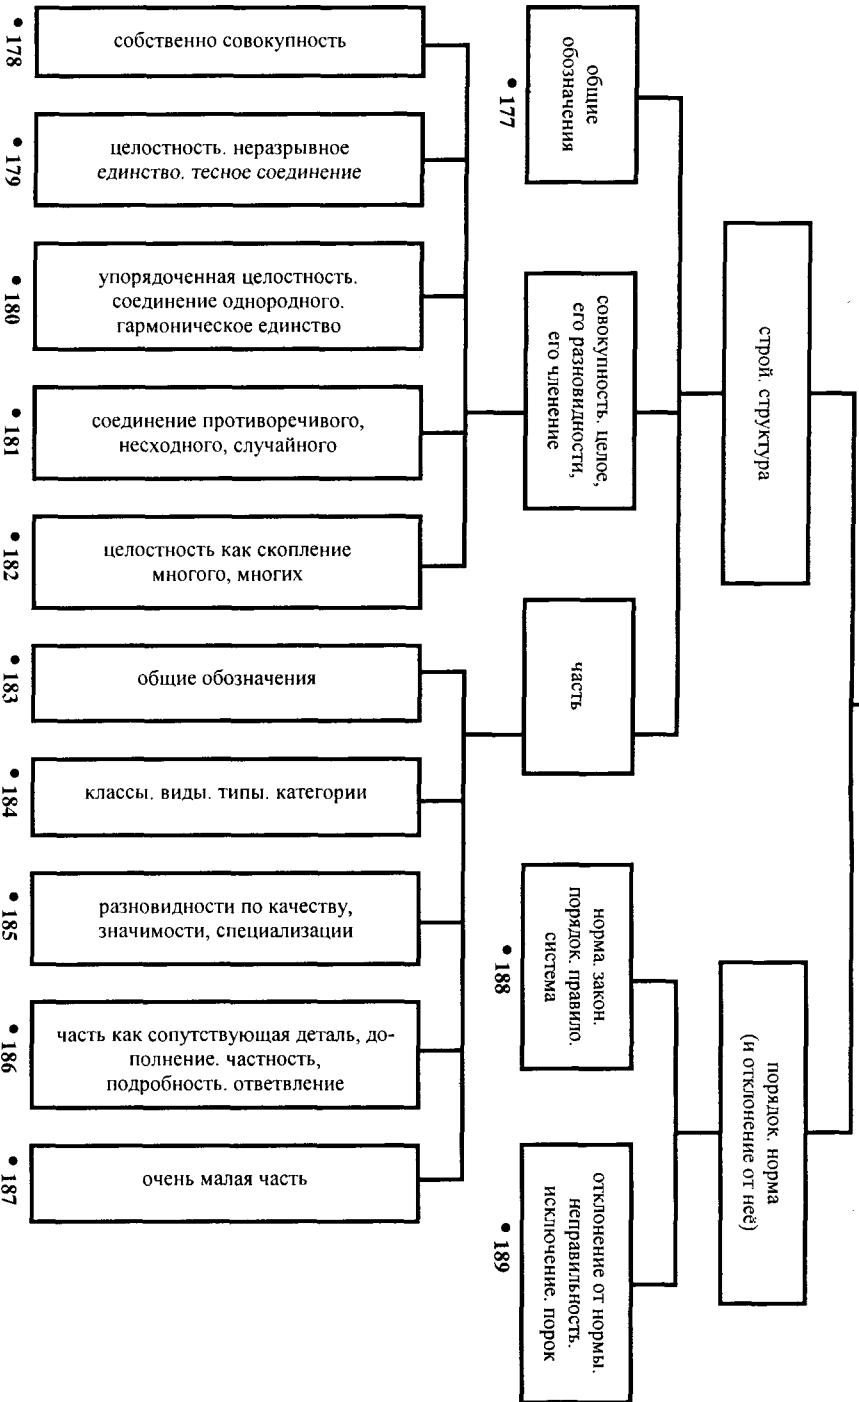 строй. структура
порядок. норма
(и отклонение от неё)
общие
обозначения
• 177
совокупность. целое,
его разновидности,
его членение
часть
норма. закон.
порядок. правило.
система
• 188
отклонение от нормы.
неправильность.
исключение. порок
• 189
собственно совокупность
• 178
целостность. неразрывное
единство. тесное соединение
• 179
упорядоченная целостность.
соединение однородного.
гармоническое единство
• 180
соединение противоречивого,
несходного, случайного
• 181
целостность как скопление
многого, многих
• 182
общие обозначения
• 183
классы. виды. типы. категории
• 184
разновидности по качеству,
значимости, специализации
• 185
часть как сопутствующая деталь, до-
полнение. частность,
подробность. ответвление
• 186
очень малая часть
• 187